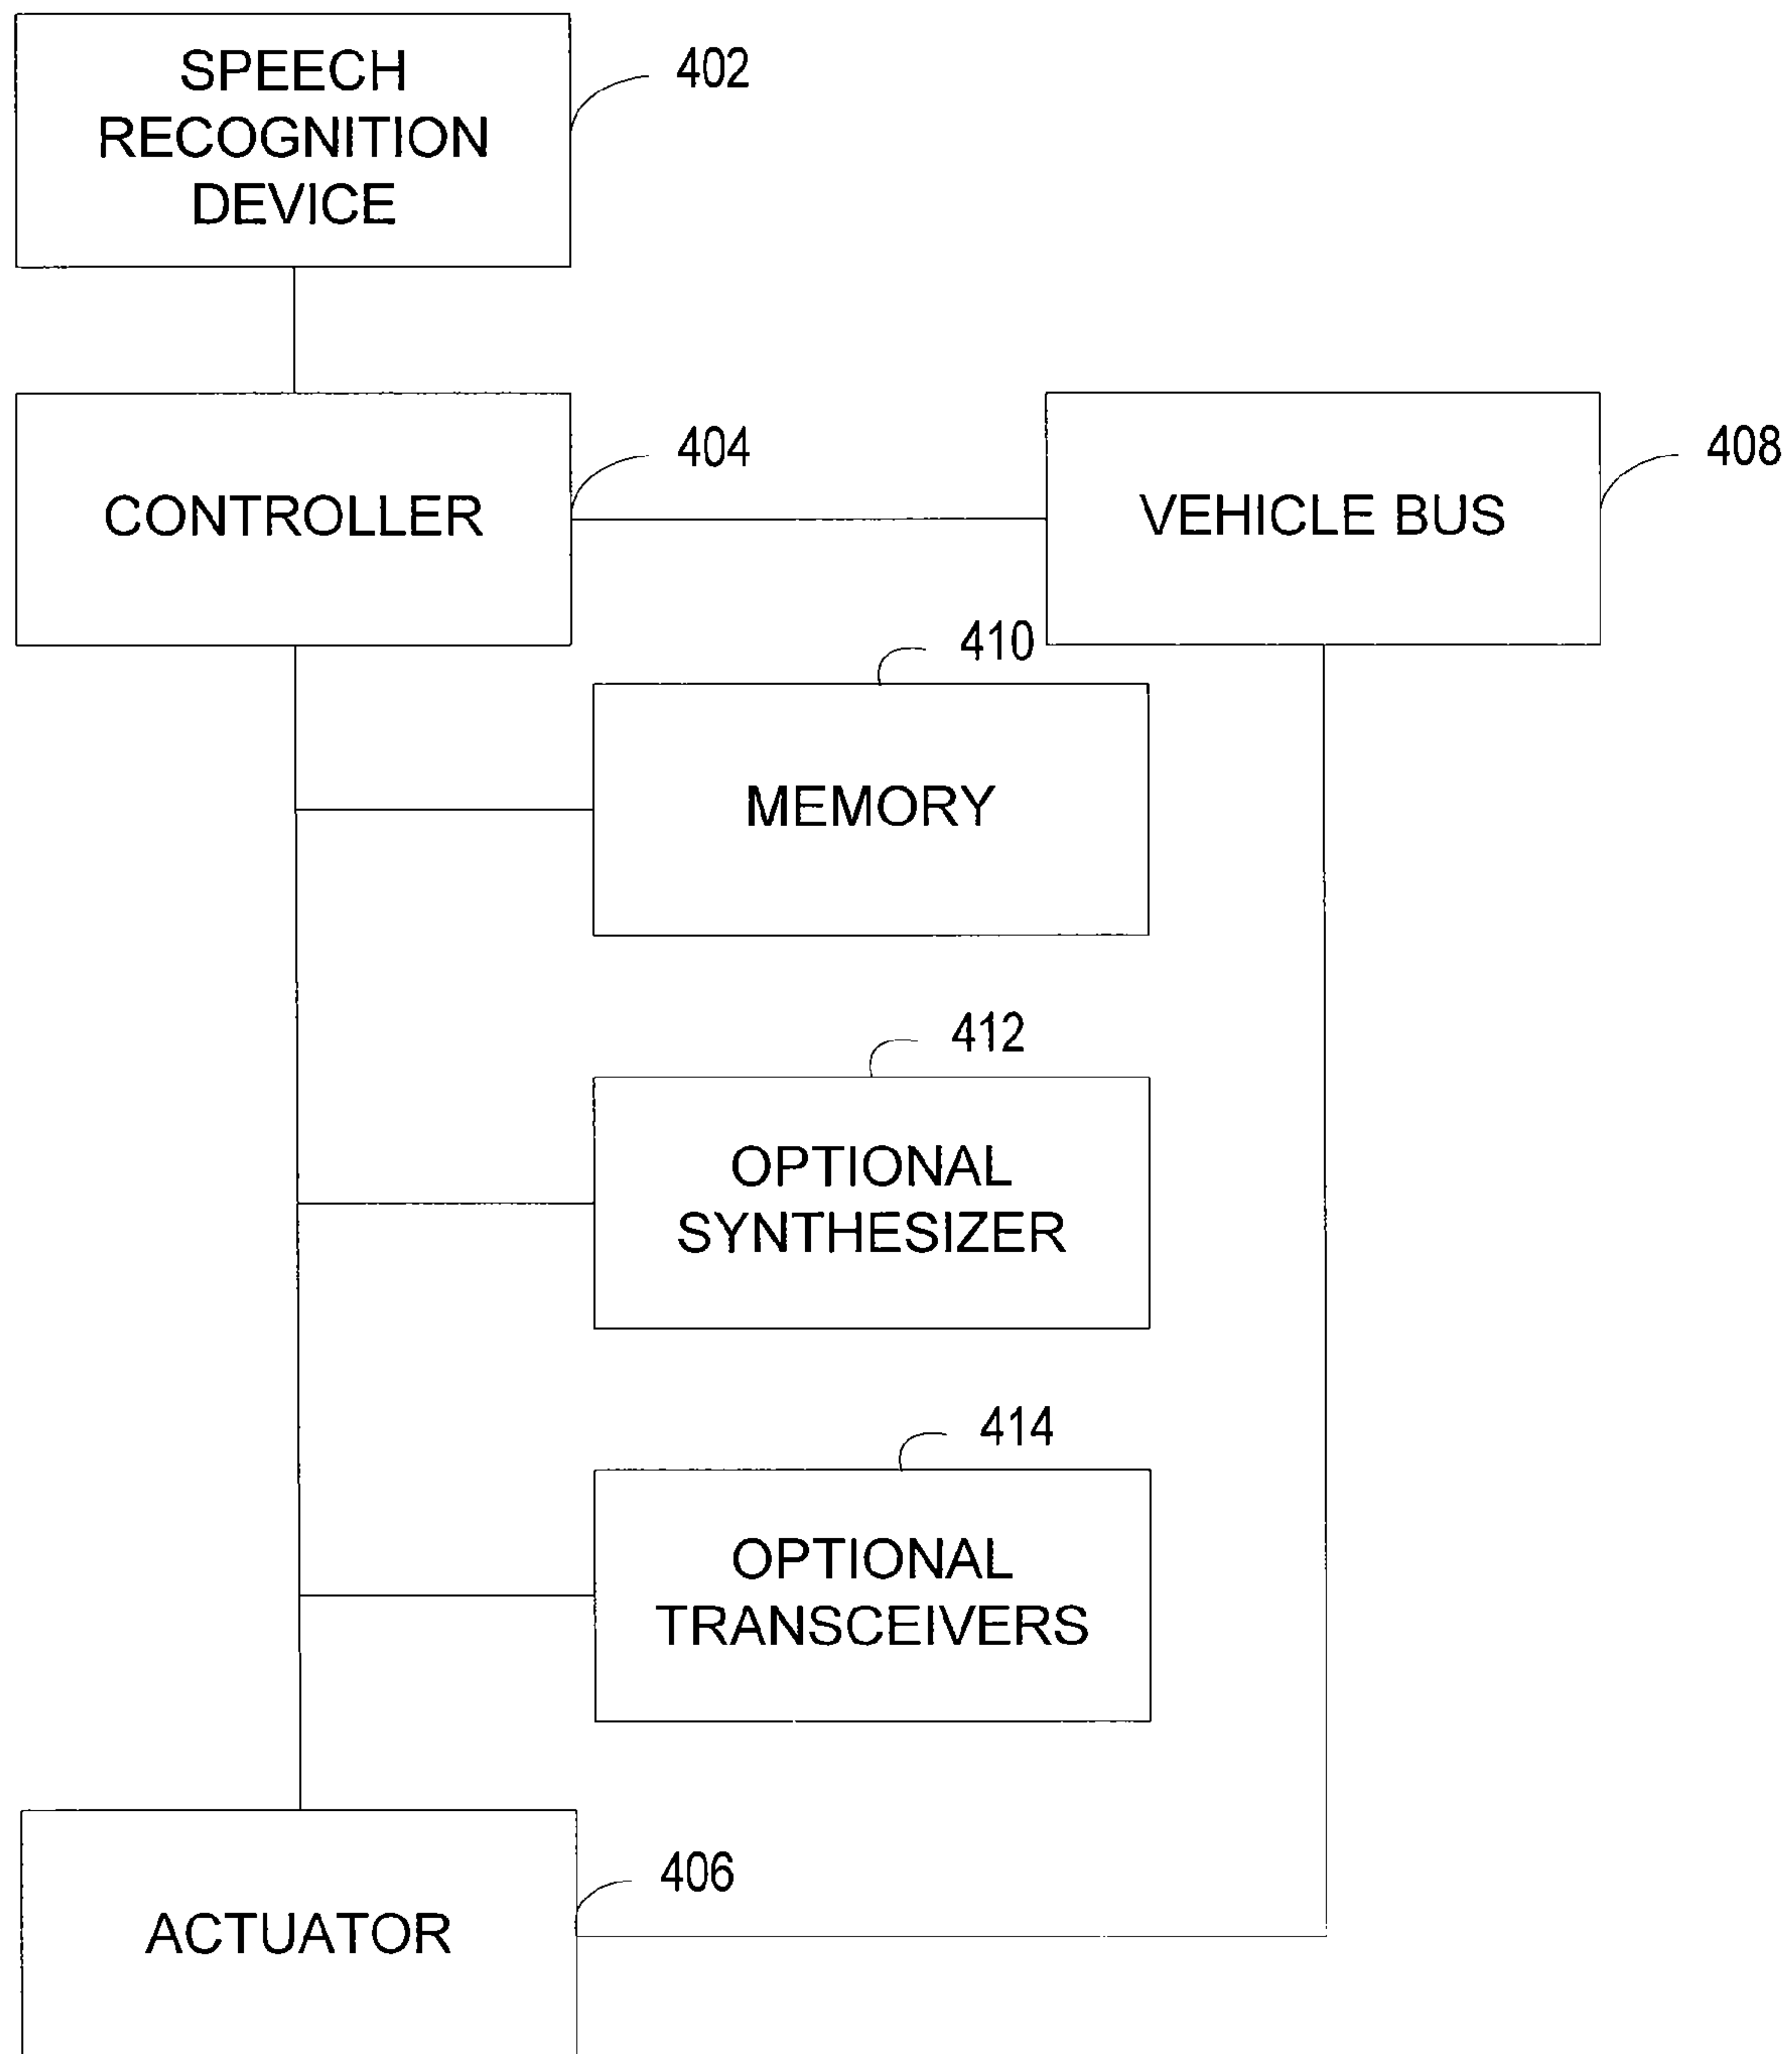 SPEECH
RECOGNITION
DEVICE
402
CONTROLLER
404
VEHICLE BUS
408
410
MEMORY
412
OPTIONAL
SYNTHESIZER
414
OPTIONAL
TRANSCEIVERS
406
ACTUATOR